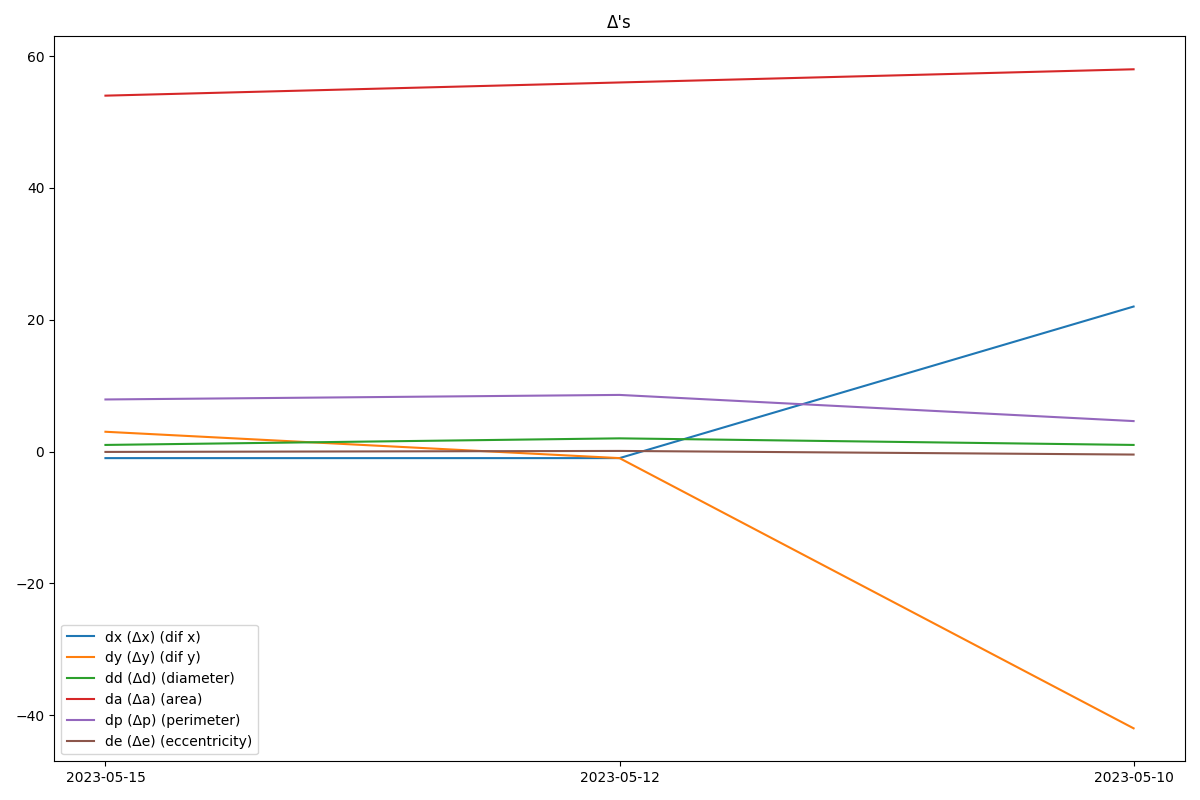 Δ's
60
40
20
0
−20
−40
dx (Δx) (dif x)
dy (Δy) (dif y)
dd (Δd) (diameter)
da (Δa) (area)
dp (Δp) (perimeter)
de (Δe) (eccentricity)
2023-05-15 2023-05-12 2023-05-10